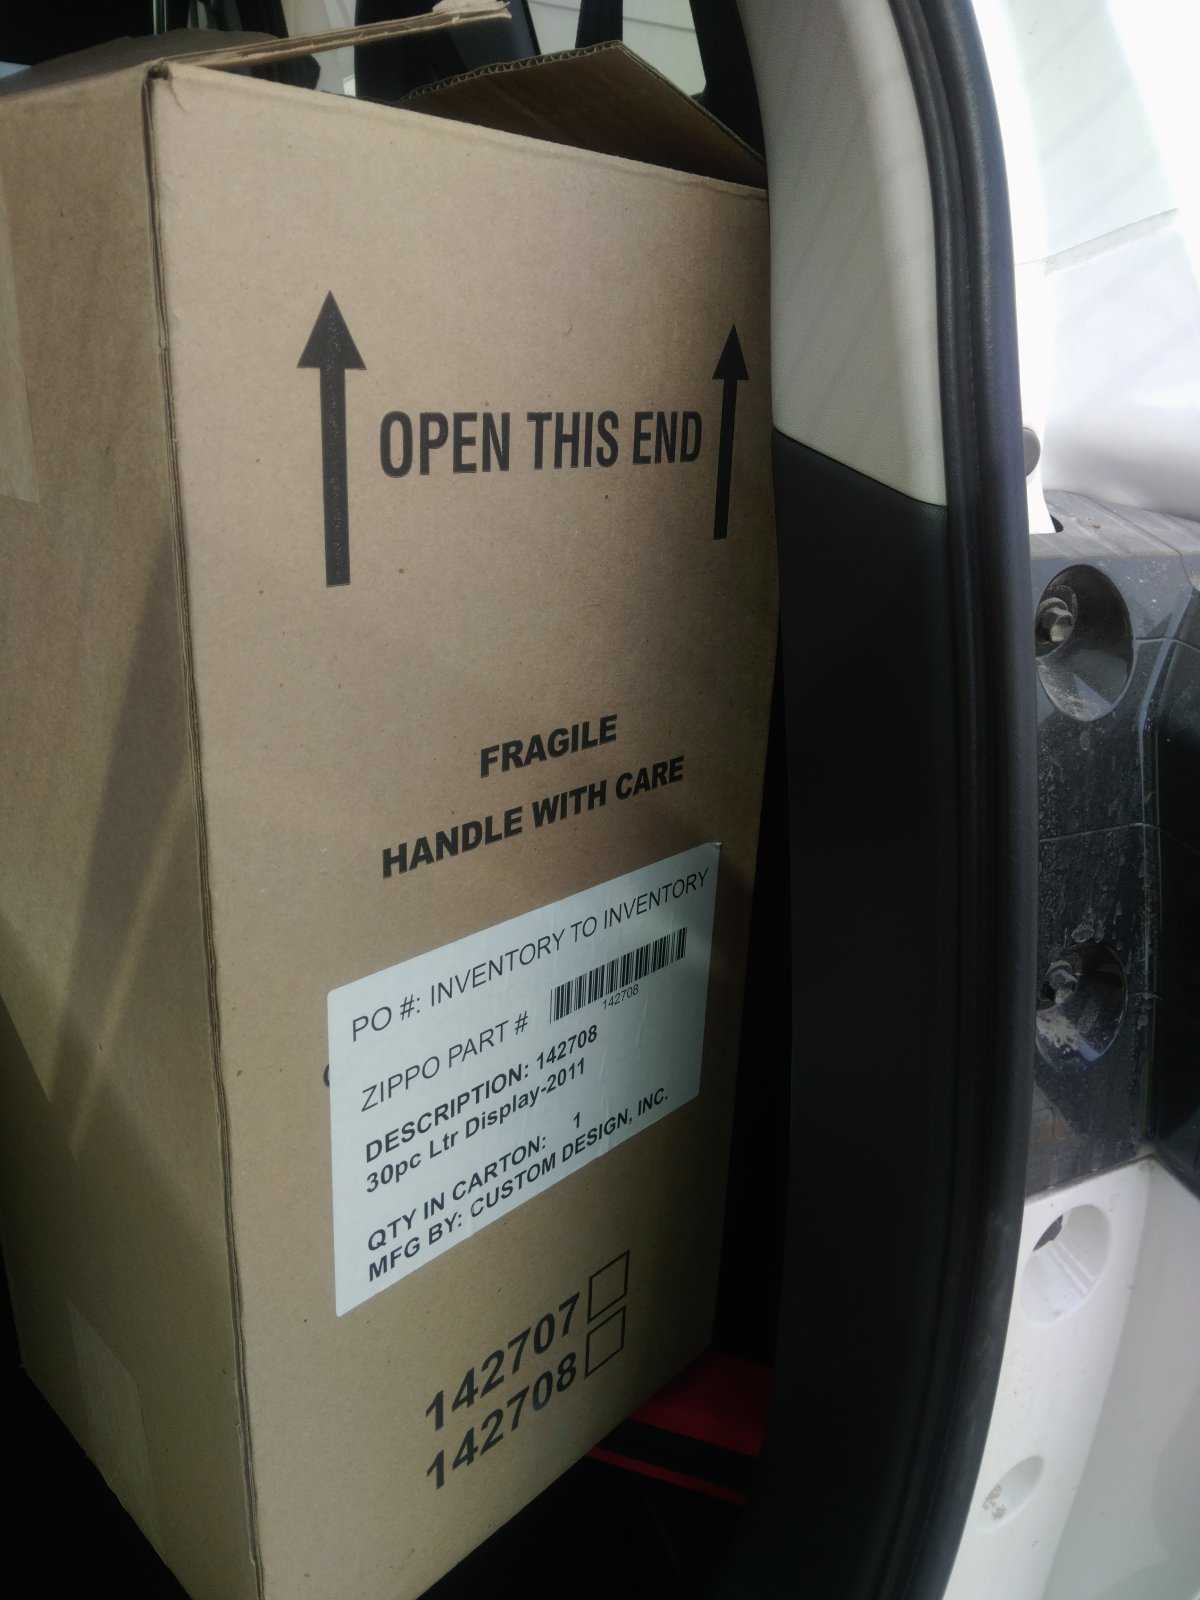 OPEN THIS END
FRAGILE
HANDLE WITH CARE
PO #: INVENTORY TO INVENTORY
ZIPPO PART #
142708
DESCRIPTION: 142708
30pc Ltr Display-2011
QTY IN CARTON: 1
MFG BY: CUSTOM DESIGN, INC.
142707
142708